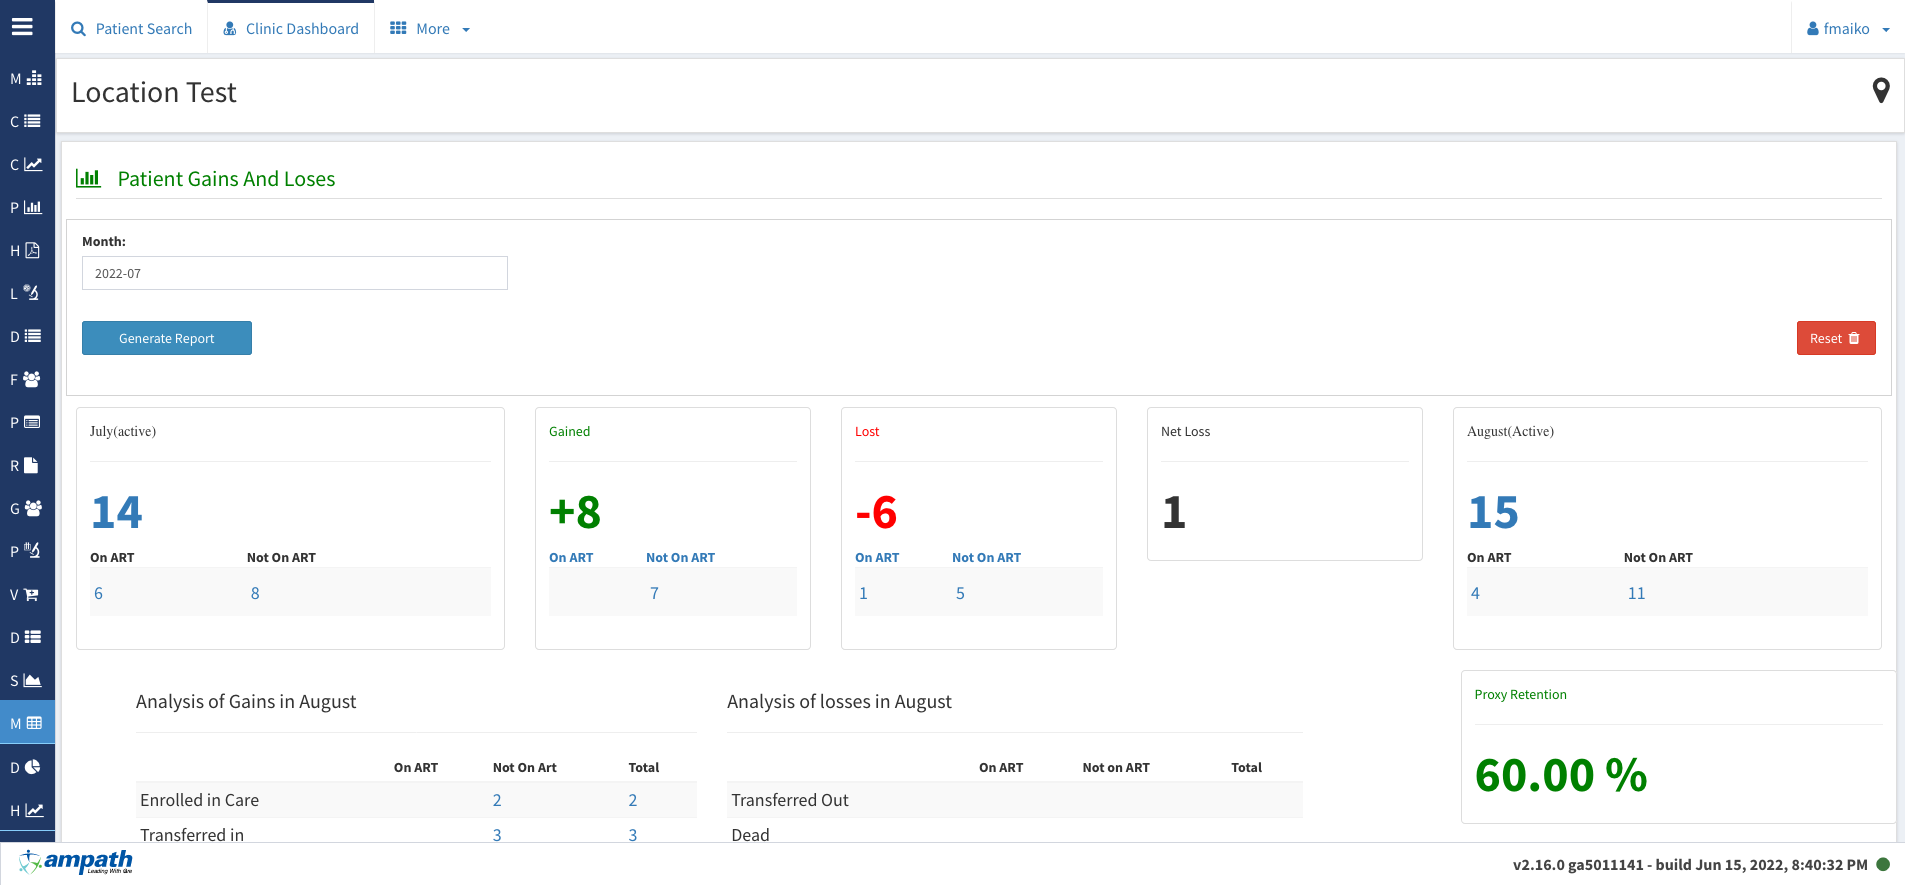 Patient Search Clinic Dashboard More fmaiko
Location Test
M
C
C
P
H
L
D
F
P
R
G
P
V
D
S
M
D
H
Patient Gains And Loses
Month:
2022-07
Generate Report Reset
July(active) Gained Lost Net Loss August(Active)
14 +8 -6 1 15
On ART Not On ART On ART Not On ART On ART Not On ART On ART Not On ART
6 8 7 1 5 4 11
Analysis of Gains in August Analysis of losses in August Proxy Retention
On ART Not On Art Total On ART Not on ART Total 60.00 %
Enrolled in Care 2 2 Transferred Out
Transferred in 3 3 Dead
ampath
Leading With Care
v2.16.0 ga5011141 - build Jun 15, 2022, 8:40:32 PM